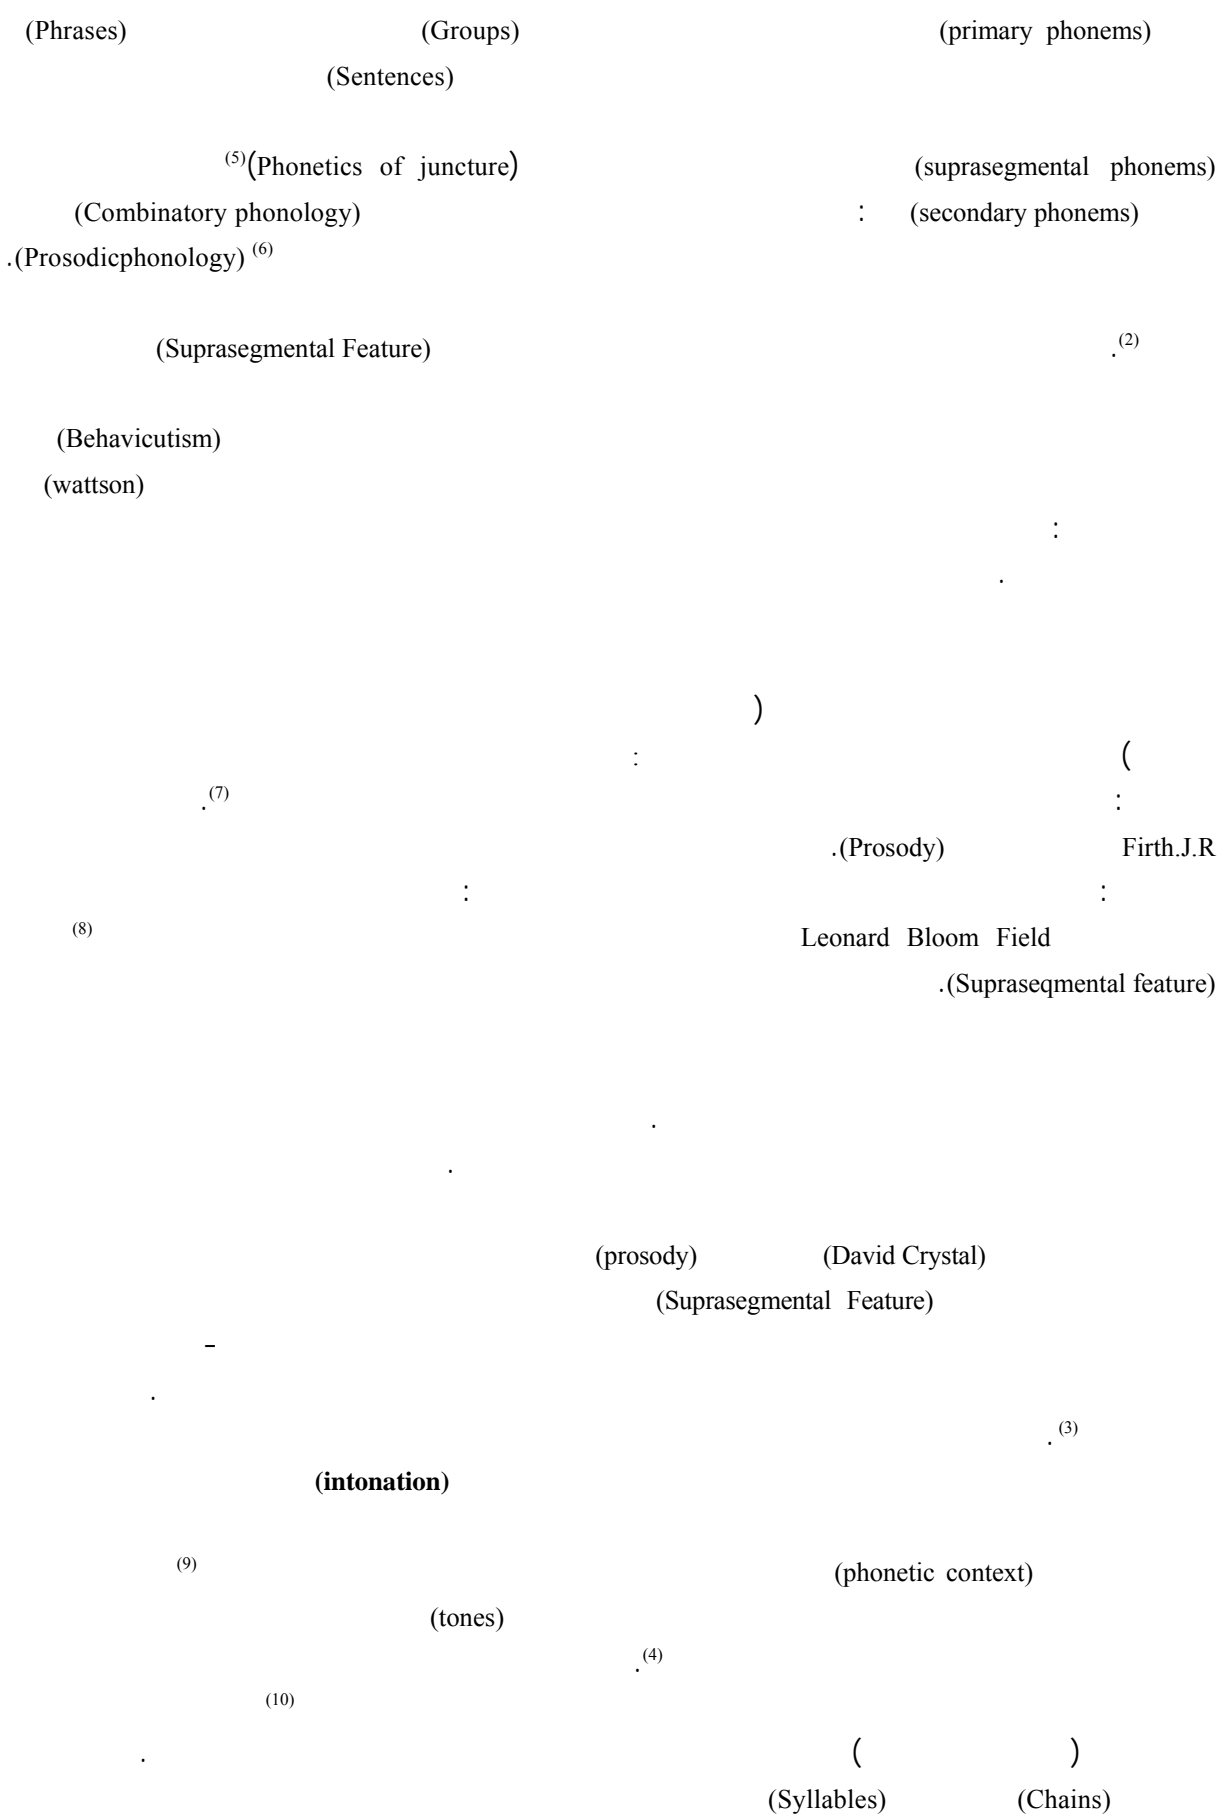 (primary phonems)
(suprasegmental phonems)
(secondary phonems) :
(2).
:
.
)
(
:
Firth.J.R (Prosody).
:
Leonard Bloom Field
(Supraseqmental feature).
.
(David Crystal) (prosody)
(Suprasegmental Feature)
(3).
(phonetic context)
(4).
( )
(Chains) (Syllables)
(Groups) (Phrases)
(Sentences)
(Phonetics of juncture)(5)
(Combinatory phonology)
(6) (Prosodicphonology).
(Suprasegmental Feature)
(Behavicutism)
(wattson)
:
(7).
:
(8)
.
–
.
(intonation)
(9)
(tones)
(10)
.